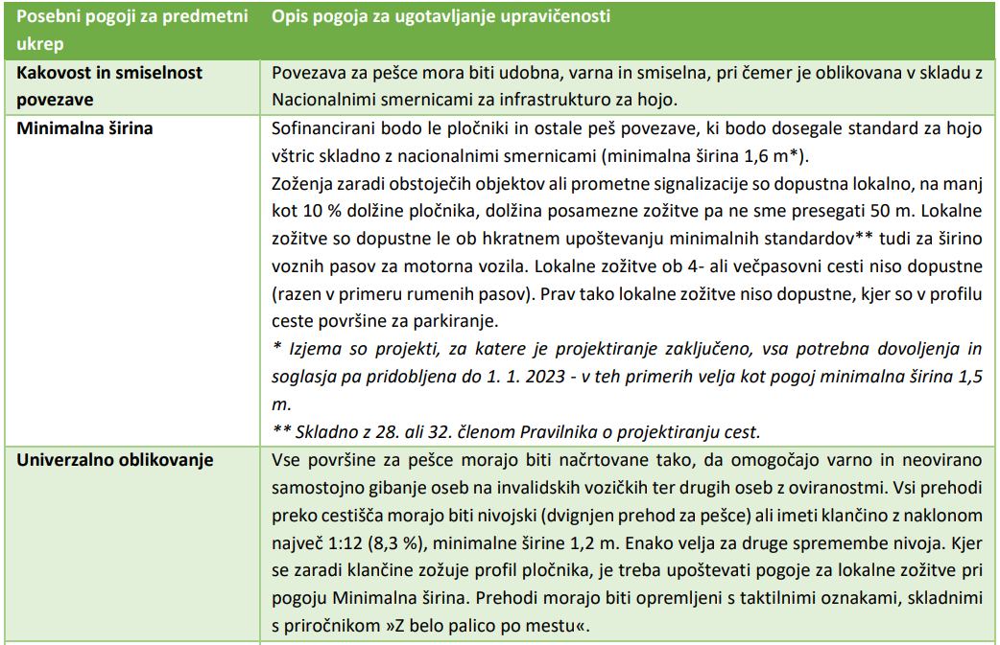 Posebni pogoji za predmetni
ukrep
Opis pogoja za ugotavljanje upravičenosti
Kakovost in smiselnost
povezave
Povezava za pešce mora biti udobna, varna in smiselna, pri čemer je oblikovana v skladu z
Nacionalnimi smernicami za infrastrukturo za hojo.
Minimalna širina
Sofinancirani bodo le pločniki in ostale peš povezave, ki bodo dosegale standard za hojo
vštric skladno z nacionalnimi smernicami (minimalna širina 1,6 m*).
Zoženja zaradi obstoječih objektov ali prometne signalizacije so dopustna lokalno, na manj
kot 10 % dolžine pločnika, dolžina posamezne zožitve pa ne sme presegati 50 m. Lokalne
zožitve so dopustne le ob hkratnem upoštevanju minimalnih standardov** tudi za širino
voznih pasov za motorna vozila. Lokalne zožitve ob 4- ali večpasovni cesti niso dopustne
(razen v primeru rumenih pasov). Prav tako lokalne zožitve niso dopustne, kjer so v profilu
ceste površine za parkiranje.
* Izjema so projekti, za katere je projektiranje zaključeno, vsa potrebna dovoljenja in
soglasja pa pridobljena do 1. 1. 2023 - v teh primerih velja kot pogoj minimalna širina 1,5
m.
** Skladno z 28. ali 32. členom Pravilnika o projektiranju cest.
Univerzalno oblikovanje
Vse površine za pešce morajo biti načrtovane tako, da omogočajo varno in neovirano
samostojno gibanje oseb na invalidskih vozičkih ter drugih oseb z oviranostmi. Vsi prehodi
preko cestišča morajo biti nivojski (dvignjen prehod za pešce) ali imeti klančino z naklonom
največ 1:12 (8,3 %), minimalne širine 1,2 m. Enako velja za druge spremembe nivoja. Kjer
se zaradi klančine zožuje profil pločnika, je treba upoštevati pogoje za lokalne zožitve pri
pogoju Minimalna širina. Prehodi morajo biti opremljeni s taktilnimi oznakami, skladnimi
s priročnikom »Z belo palico po mestu«.